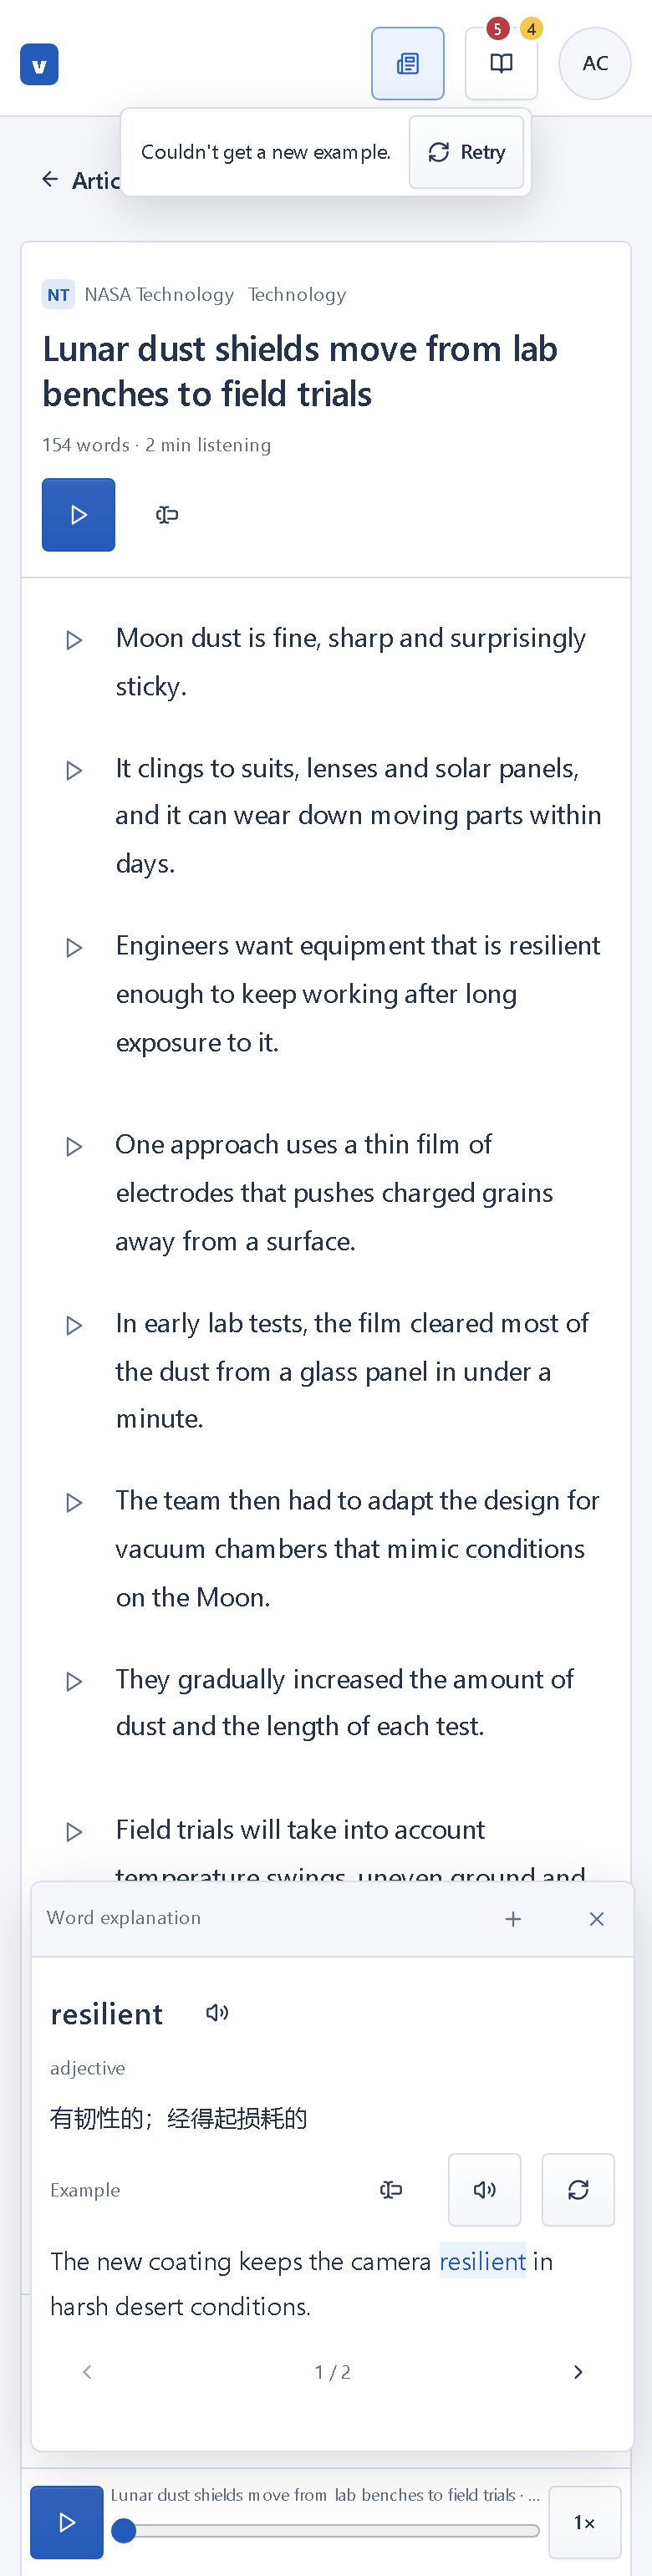 v
5
4
AC
Couldn't get a new example.
Retry
Artic
NT NASA Technology Technology
Lunar dust shields move from lab
benches to field trials
154 words · 2 min listening
Moon dust is fine, sharp and surprisingly
sticky.
It clings to suits, lenses and solar panels,
and it can wear down moving parts within
days.
Engineers want equipment that is resilient
enough to keep working after long
exposure to it.
One approach uses a thin film of
electrodes that pushes charged grains
away from a surface.
In early lab tests, the film cleared most of
the dust from a glass panel in under a
minute.
The team then had to adapt the design for
vacuum chambers that mimic conditions
on the Moon.
They gradually increased the amount of
dust and the length of each test.
Field trials will take into account
temperature swings, uneven ground and
Word explanation
resilient
adjective
有韧性的；经得起损耗的
Example
The new coating keeps the camera resilient in
harsh desert conditions.
1 / 2
Lunar dust shields move from lab benches to field trials · ...
1×